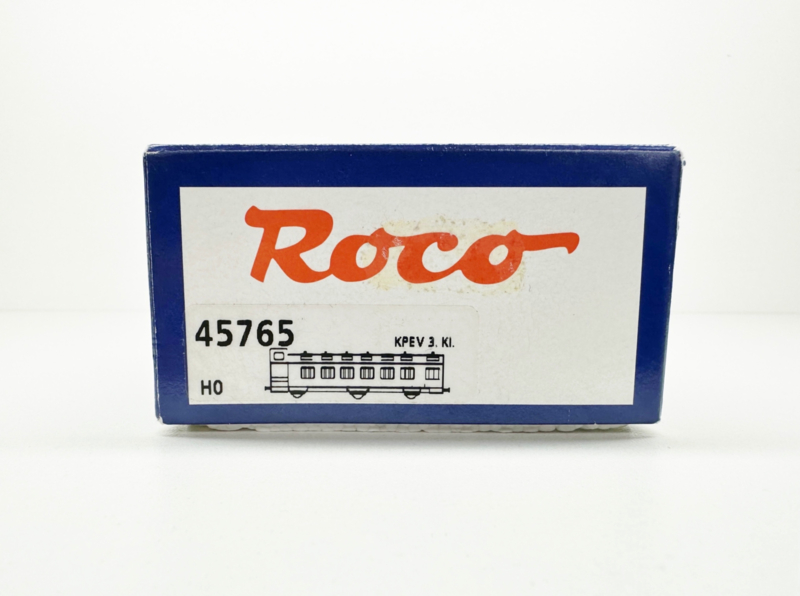 Roco
45765
KPEV 3. Kl.
H0